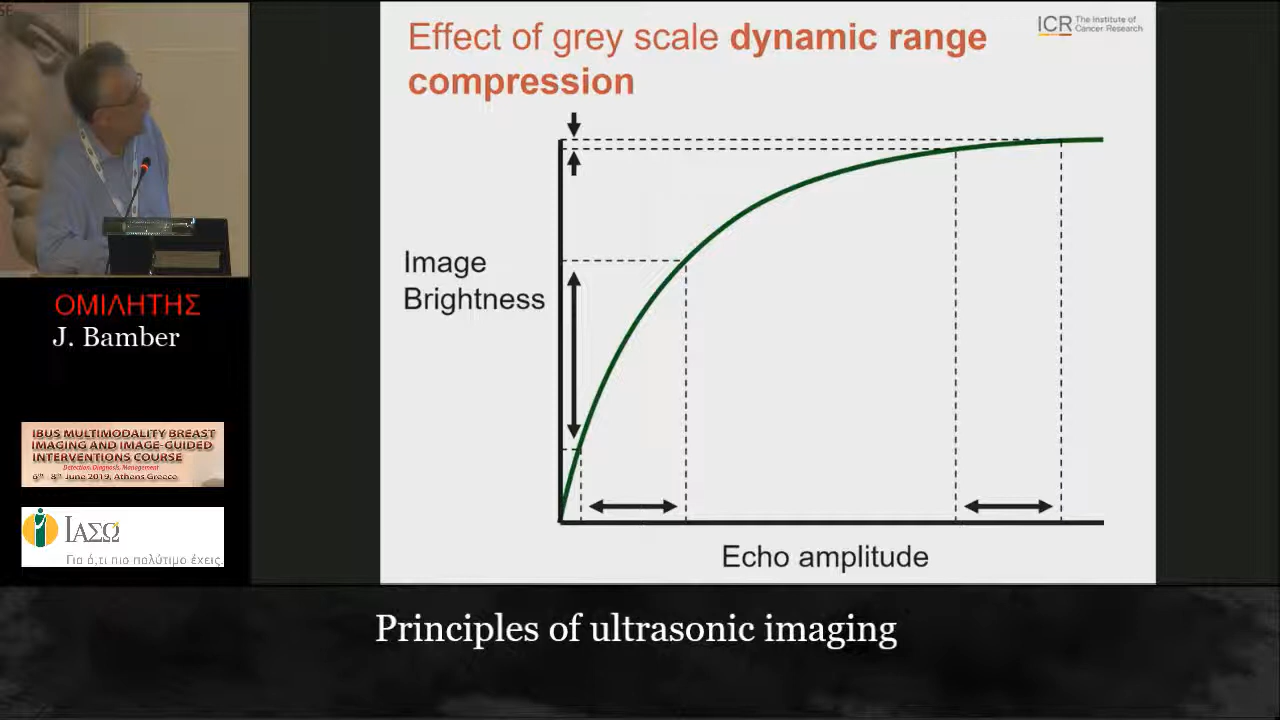 SE
Effect of grey scale dynamic range
compression
ICR The Institute of
Cancer Research
Image
Brightness
Echo amplitude
ΟΜΙΛΗΤΗΣ
J. Bamber
IBUS MULTIMODALITY BREAST
IMAGING AND IMAGE-GUIDED
INTERVENTIONS COURSE
Detection, Diagnosis, Management
6th - 8th June 2019, Athens Greece
ΙΑΣΩ
Για ό,τι πιο πολύτιμο έχεις.
Principles of ultrasonic imaging